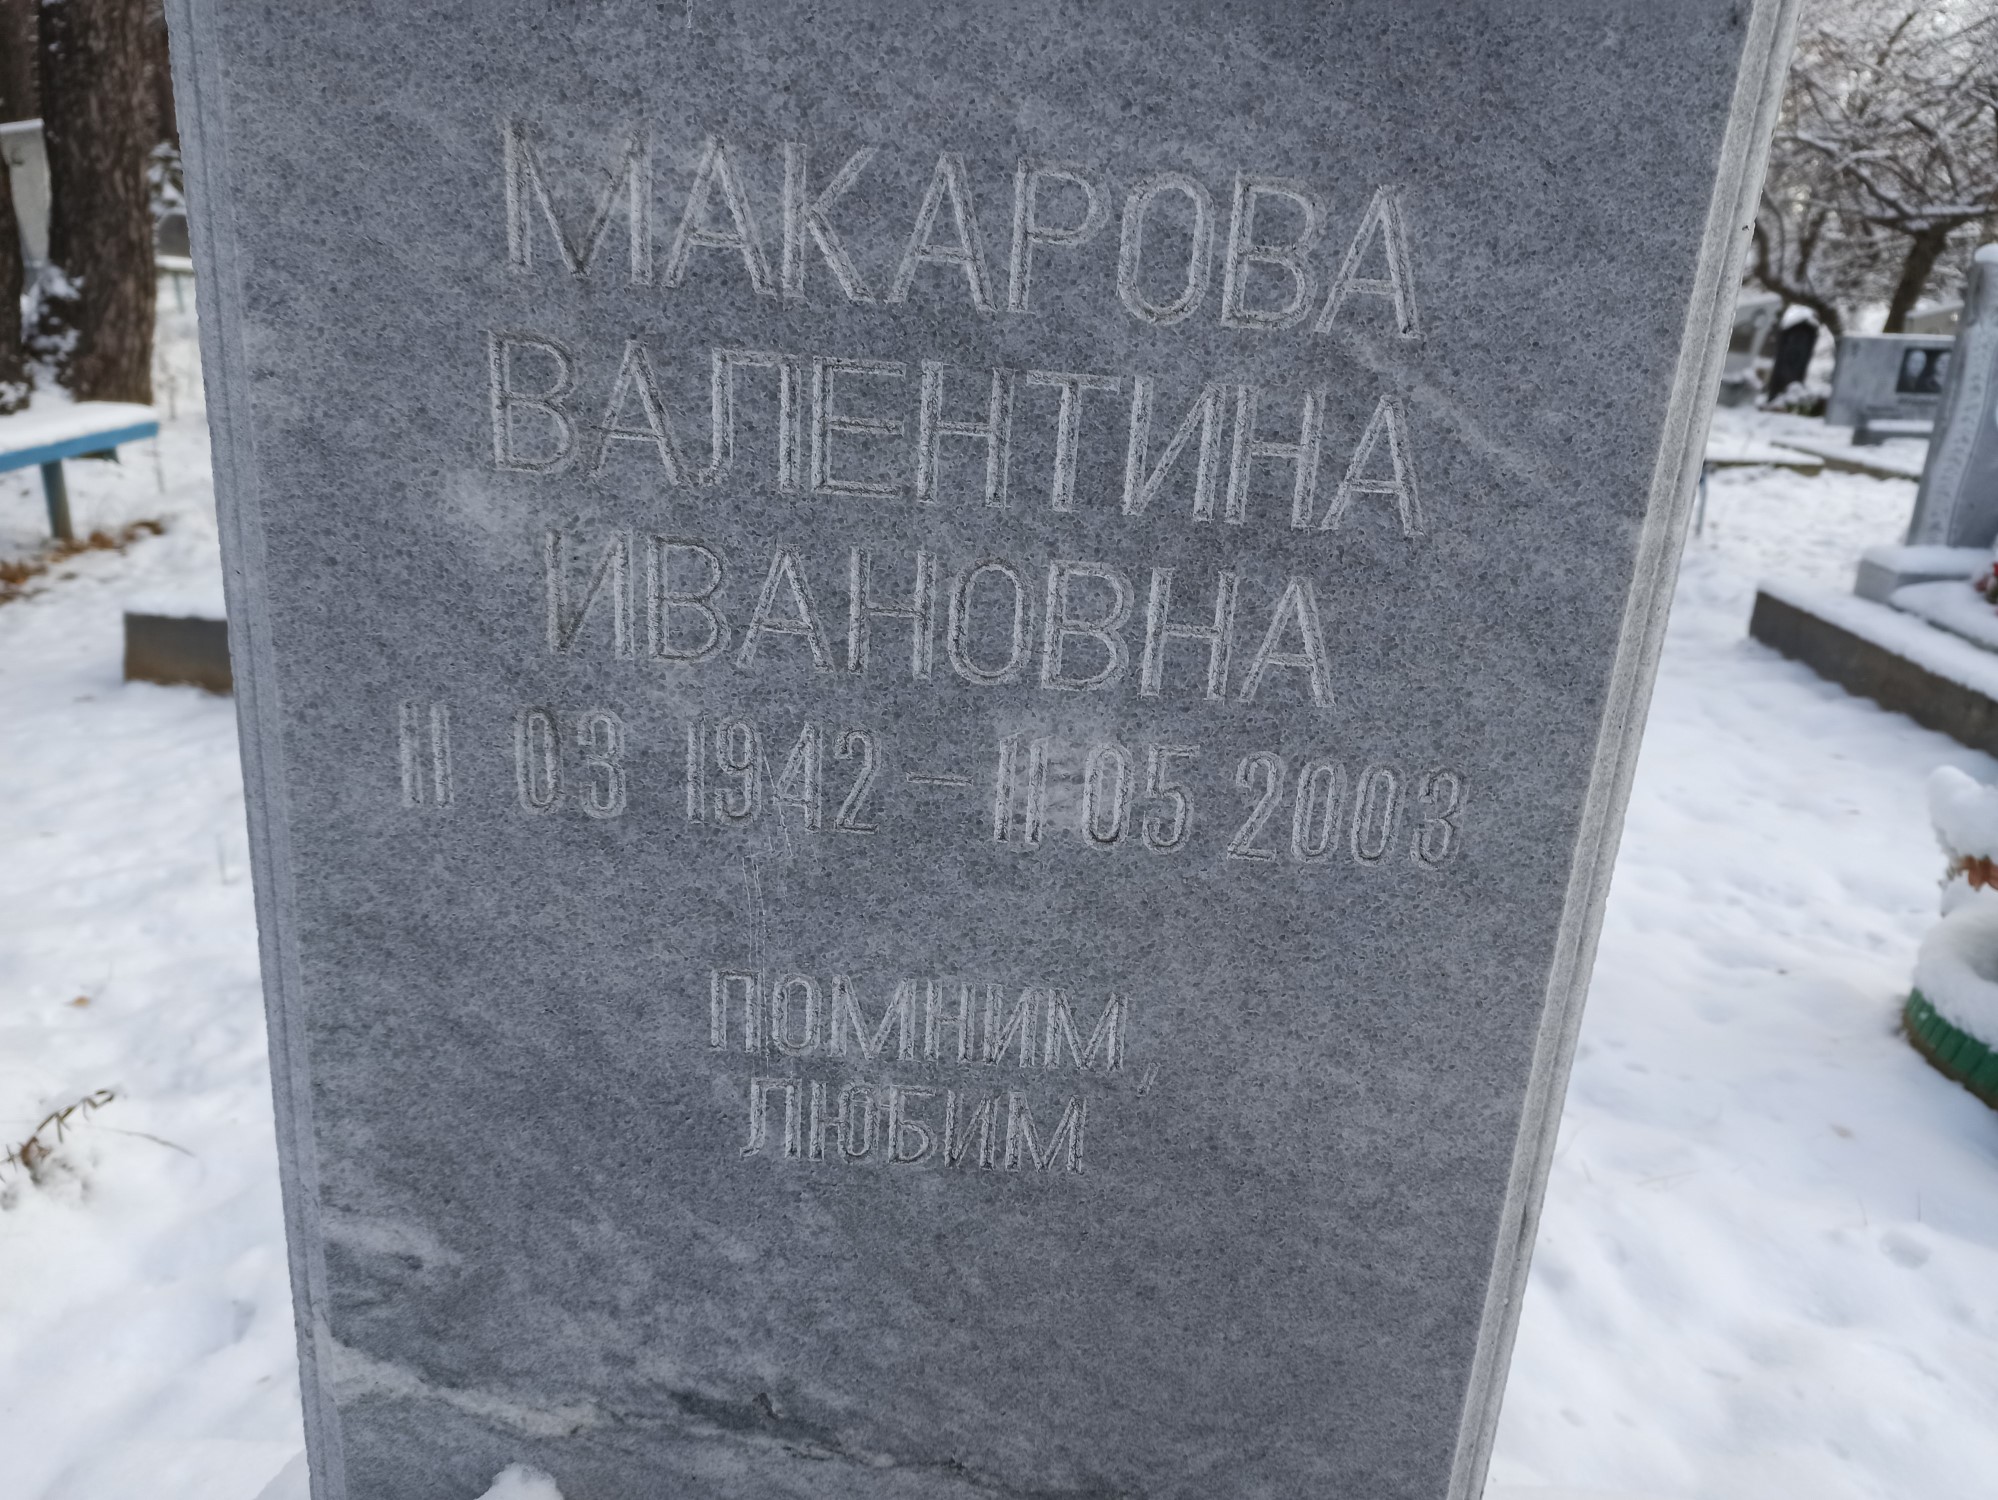 МАКАРОВА
ВАЛЕНТИНА
ИВАНОВНА
11 03 1942 – 11 05 2003
ПОМНИМ,
ЛЮБИМ